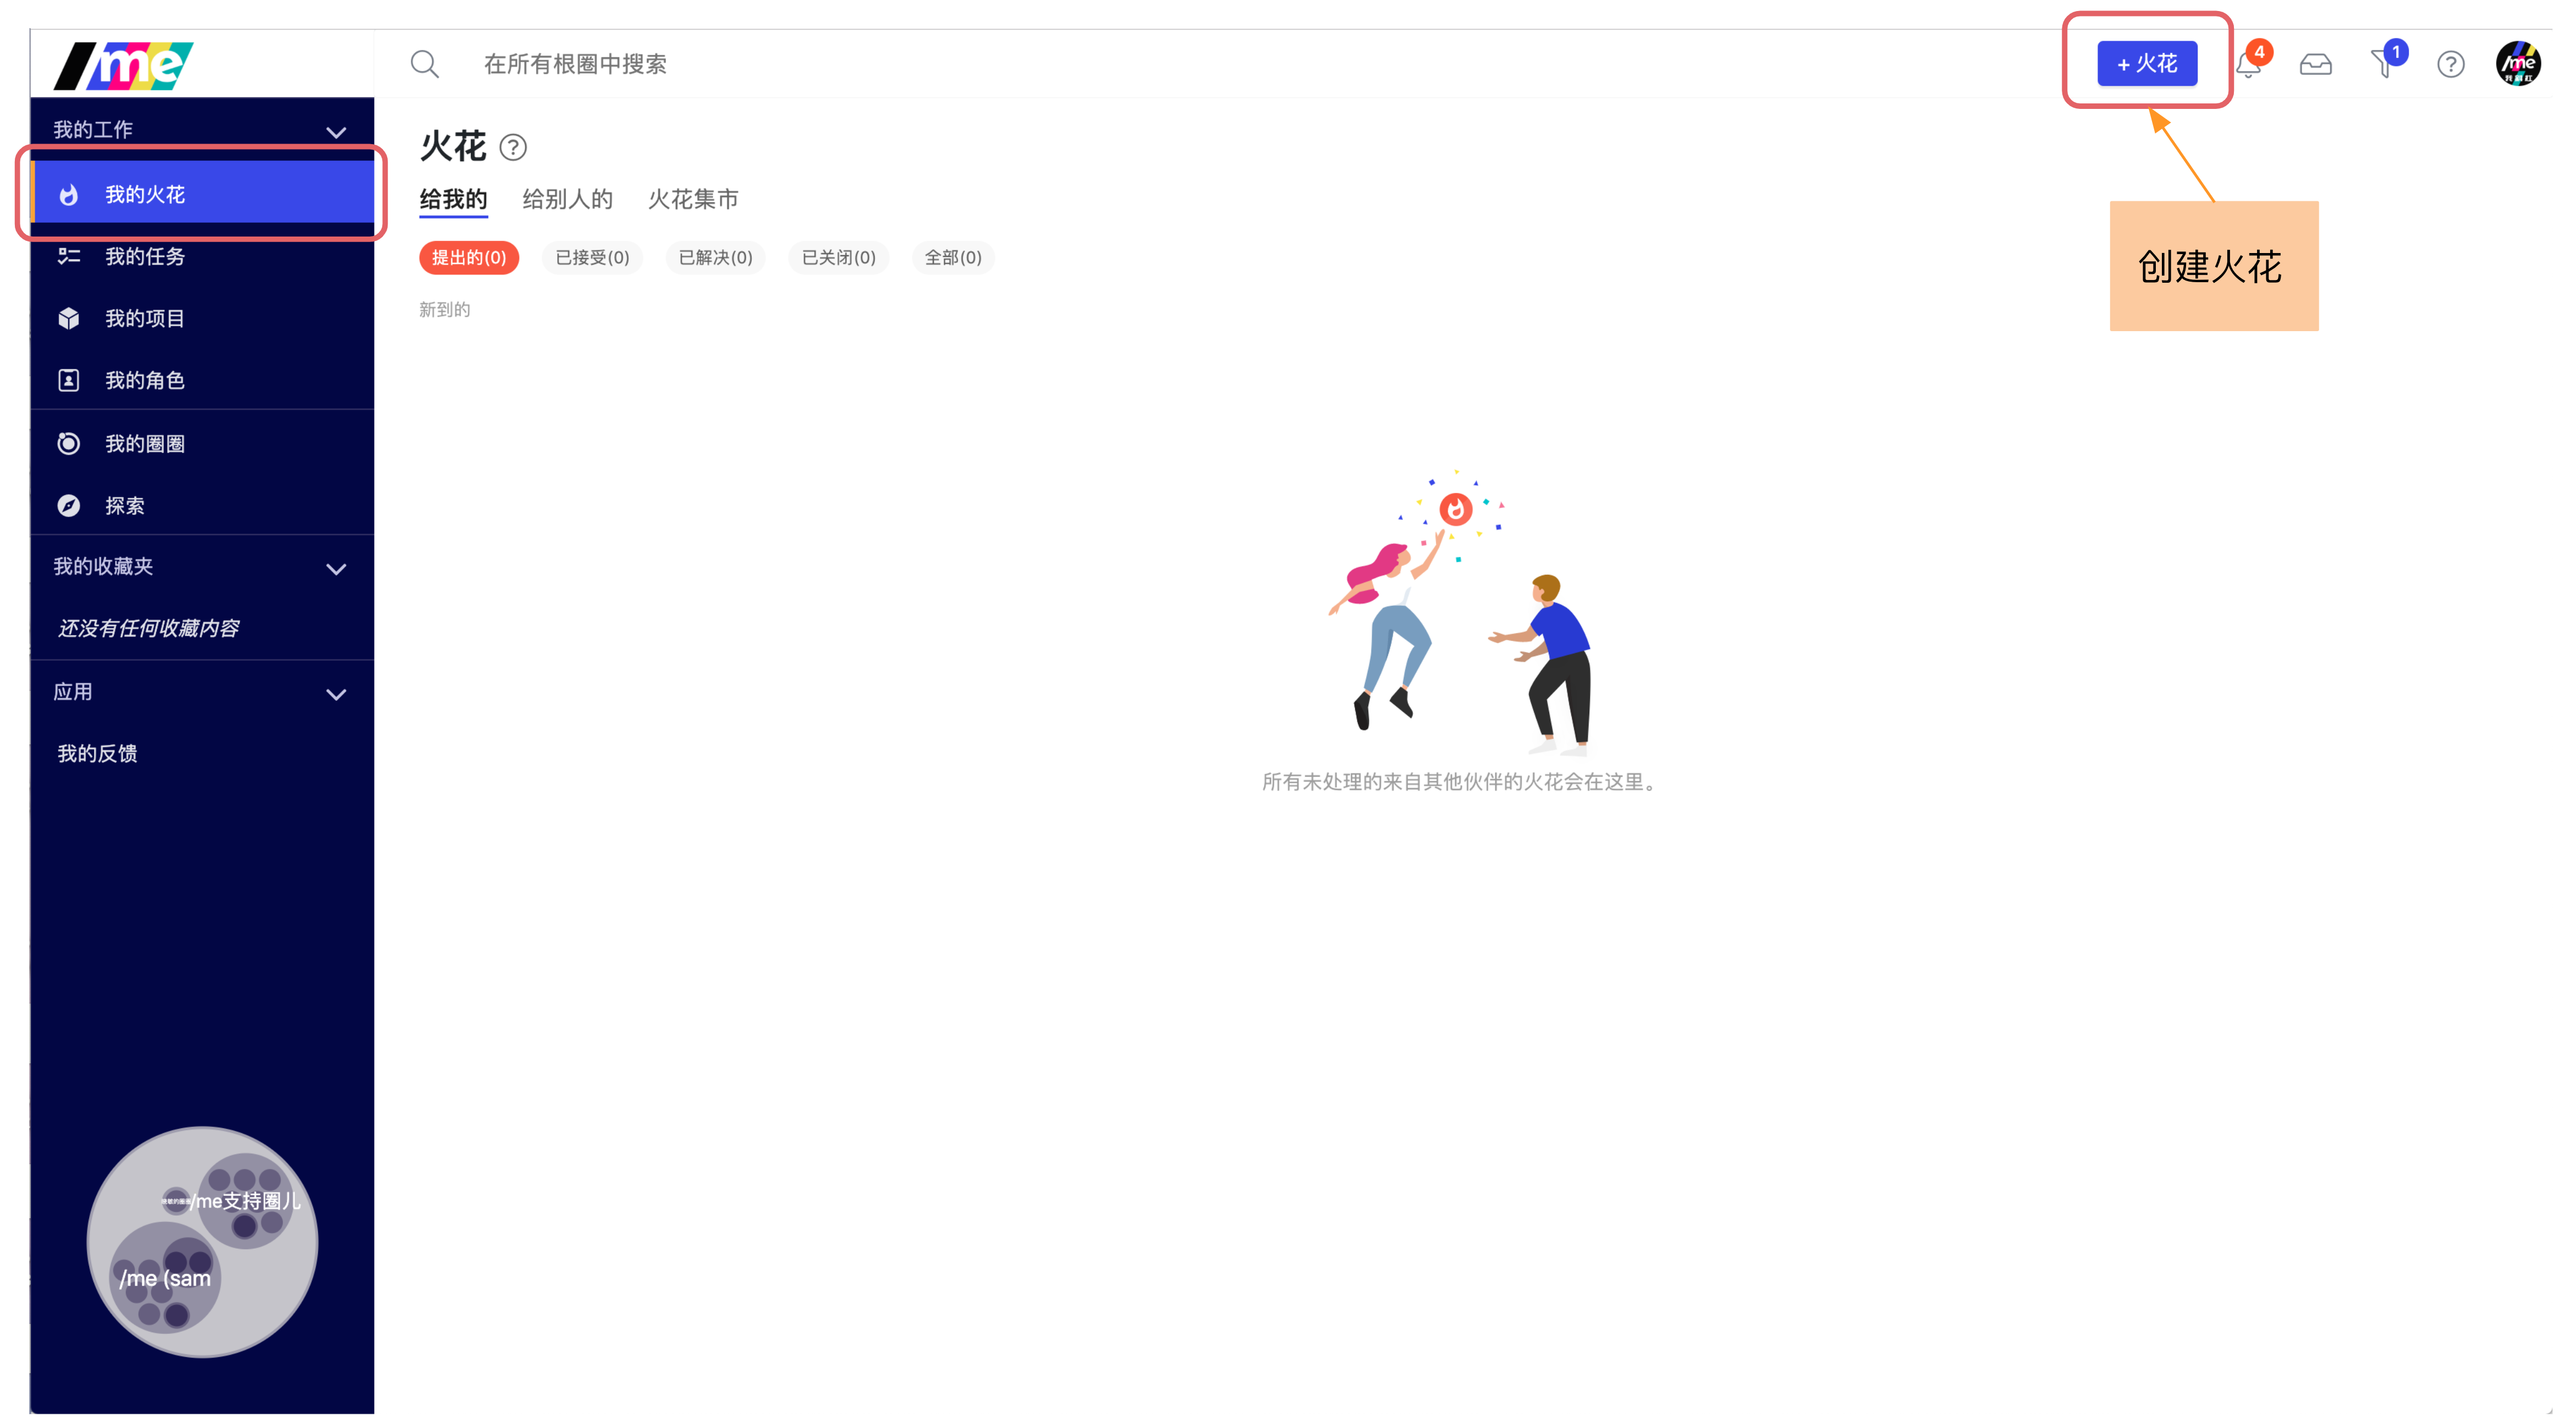 /me
在所有根圈中搜索
+ 火花
4
1
/me
我的工作
我的火花
我的任务
我的项目
我的角色
我的圈圈
探索
我的收藏夹
还没有任何收藏内容
应用
我的反馈
/me支持圈儿
/me (sam
火花
给我的 给别人的 火花集市
提出的(0) 已接受(0) 已解决(0) 已关闭(0) 全部(0)
新到的
创建火花
所有未处理的来自其他伙伴的火花会在这里。